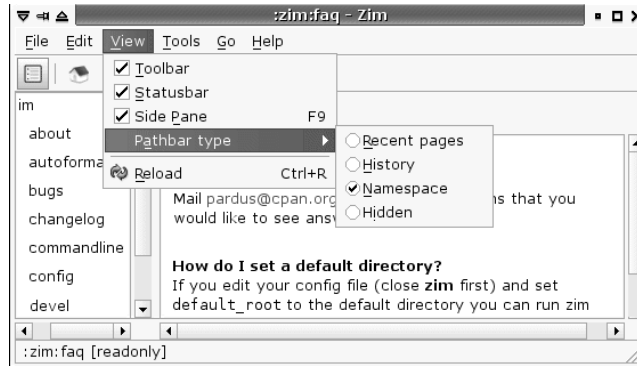 :zim:faq - Zim
File Edit View Tools Go Help
Toolbar
Statusbar
Side Pane F9
Pathbar type
Reload Ctrl+R
Recent pages
History
Namespace
Hidden
im
about
autoforma
bugs
changelog
commandline
config
devel
Mail pardus@cpan.org s that you
would like to see
How do I set a default directory?
If you edit your config file (close zim first) and set
default_root to the default directory you can run zim
:zim:faq [readonly]